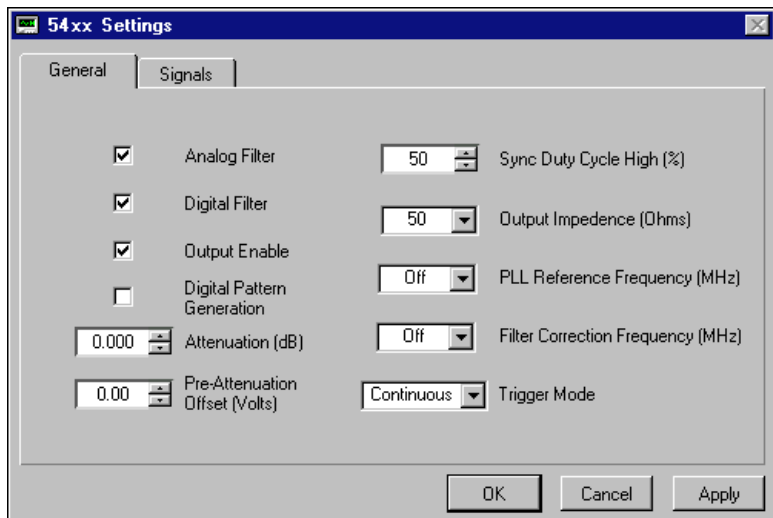 54xx Settings
General
Signals
Analog Filter
Digital Filter
Output Enable
Digital Pattern
Generation
0.000 Attenuation (dB)
0.00 Pre-Attenuation
Offset (Volts)
50 Sync Duty Cycle High (%)
50 Output Impedence (Ohms)
Off PLL Reference Frequency (MHz)
Off Filter Correction Frequency (MHz)
Continuous Trigger Mode
OK
Cancel
Apply